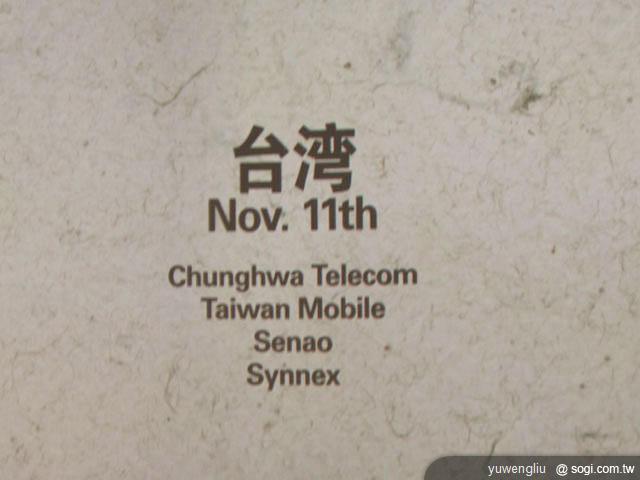 台湾
Nov. 11th
Chunghwa Telecom
Taiwan Mobile
Senao
Synnex
yuwengliu @ sogi.com.tw